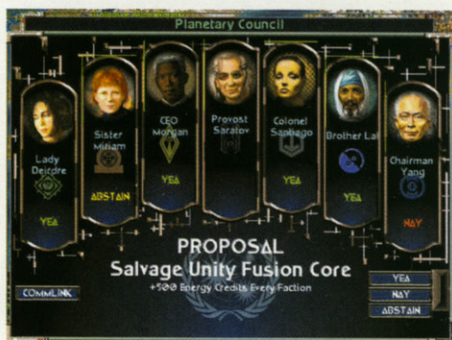 Planetary Council
Lady Deirdre
YEA
Sister Miriam
ABSTAIN
CEO Morgan
YEA
Provost Saratov
Colonel Santiago
YEA
Brother Lal
YEA
Chairman Yang
NAY
PROPOSAL
Salvage Unity Fusion Core
+500 Energy Credits Every Faction
COMMLINK
YEA
NAY
ABSTAIN